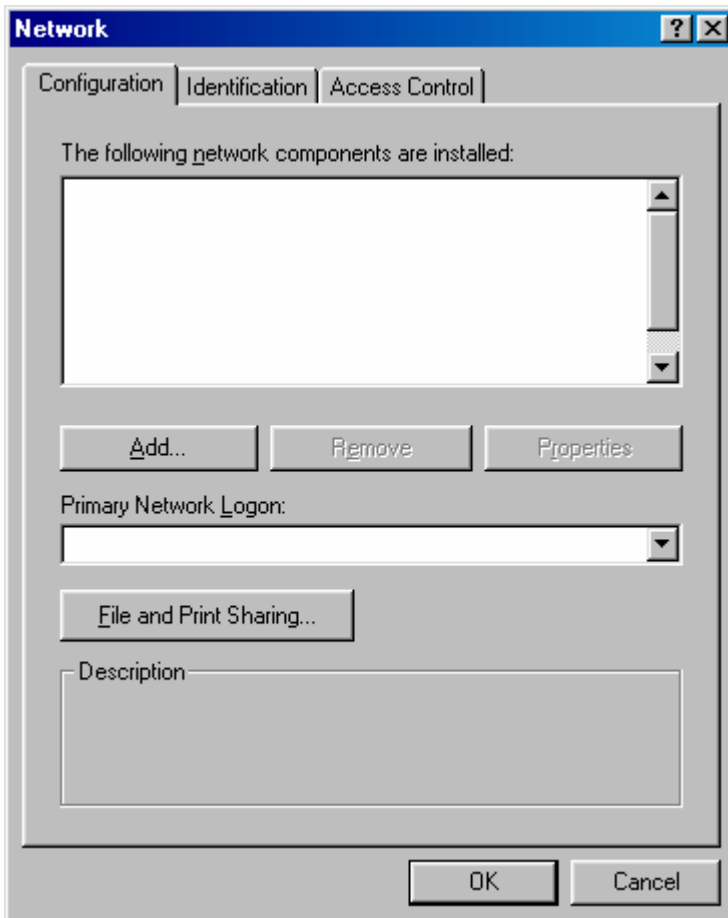 Network
Configuration Identification Access Control
The following network components are installed:
Add... Remove Properties
Primary Network Logon:
File and Print Sharing...
Description
OK Cancel